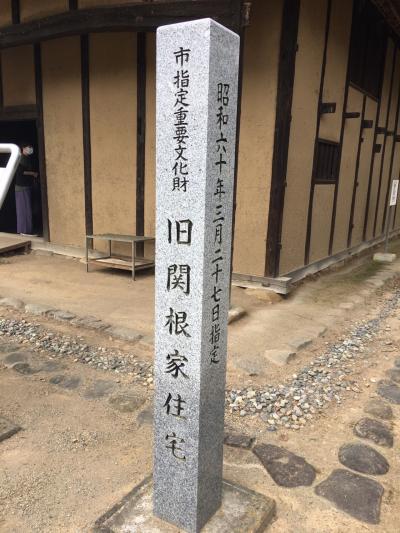 市指定重要文化財
旧関根家住宅
昭和六十年三月二十七日指定